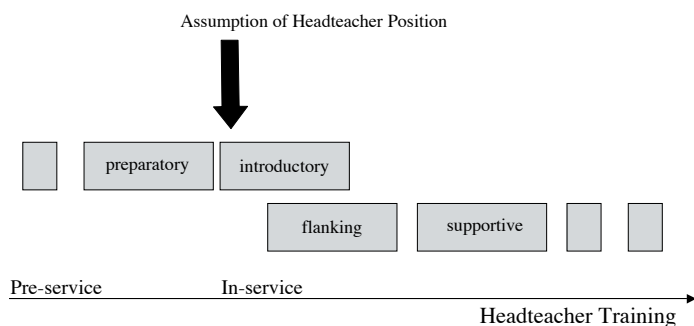 Assumption of Headteacher Position
preparatory
introductory
flanking
supportive
Pre-service
In-service
Headteacher Training